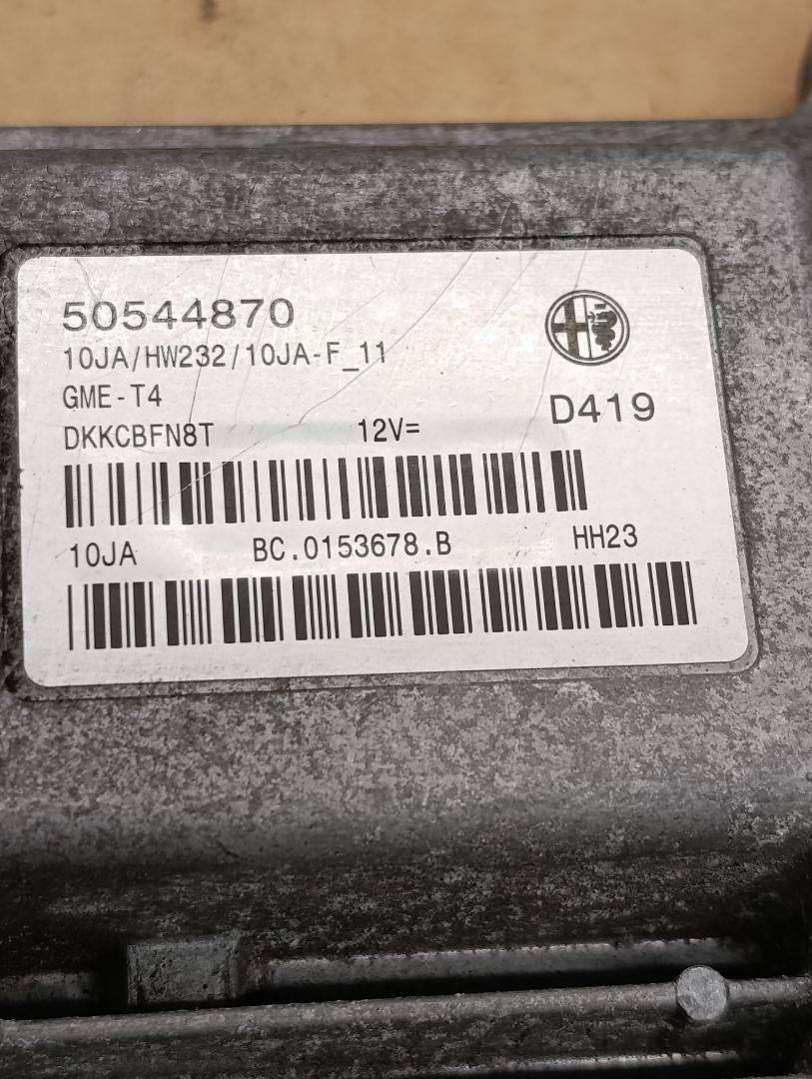 50544870
10JA/HW232/10JA-F_11
GME-T4
D419
DKKCBFN8T 12V=
10JA BC.0153678.B HH23